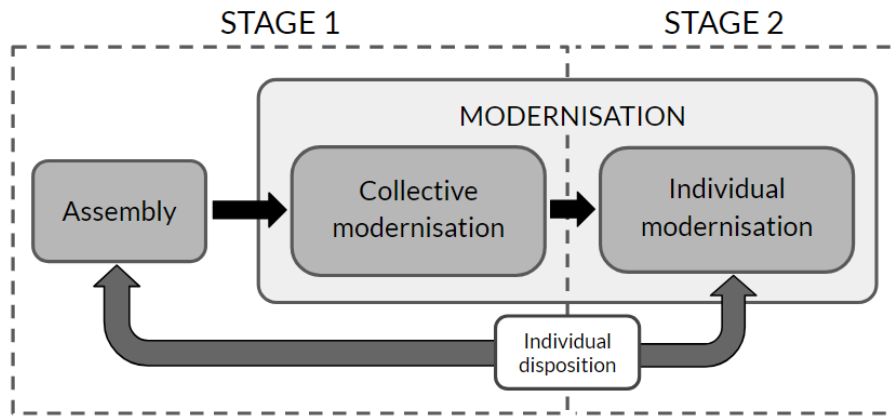 STAGE 1
STAGE 2
MODERNISATION
Assembly
Collective
modernisation
Individual
modernisation
Individual
disposition